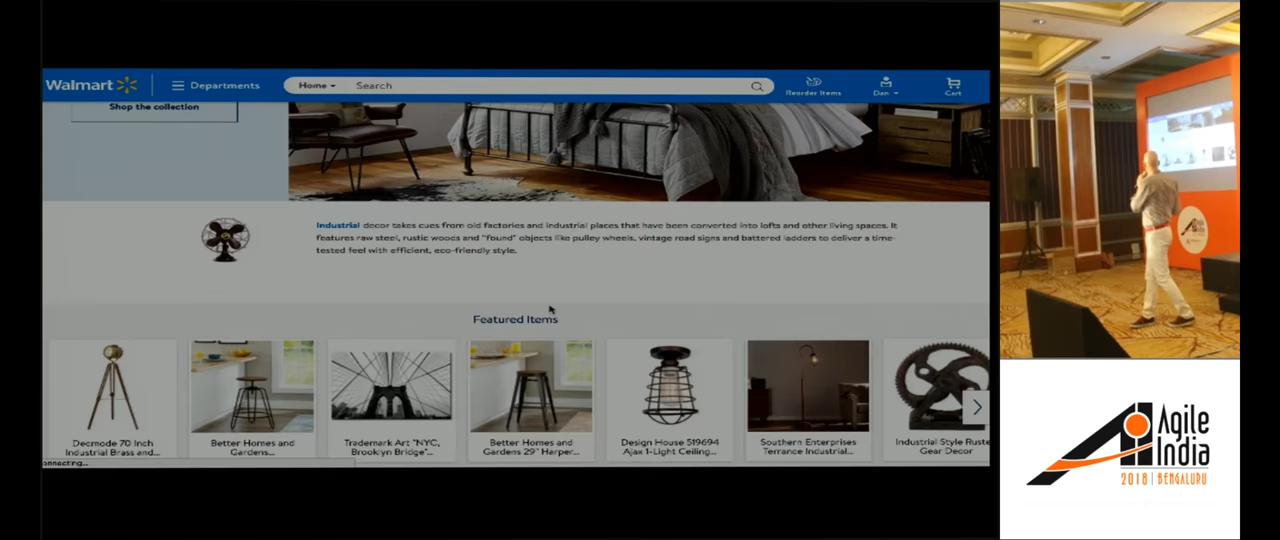 Walmart
Departments
Home
Search
Reorder Items
Dan
Cart
Shop the collection
Industrial decor takes cues from old factories and industrial places that have been converted into lofts and other living spaces. It
features raw steel, rustic woods and "found" objects like pulley wheels, vintage road signs and battered ladders to deliver a time-
tested feel with efficient, eco-friendly style.
Featured Items
Decmode 70 Inch
Industrial Brass and...
Better Homes and
Gardens...
Trademark Art "NYC,
Brooklyn Bridge"...
Better Homes and
Gardens 29" Harper...
Design House 519694
Ajax 1-Light Ceiling...
Southern Enterprises
Terrance Industrial...
Industrial Style Ruste
Gear Decor
onnecting...
Agile
India
2018 | BENGALURU